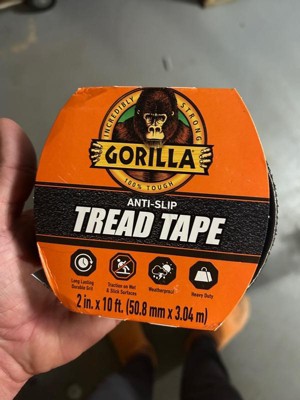 INCREDIBLY STRONG
GORILLA
100% TOUGH
ANTI-SLIP
TREAD TAPE
Long Lasting Durable Grit
Traction on Wet & Slick Surfaces
Weatherproof
Heavy Duty
2 in. x 10 ft. (50.8 mm x 3.04 m)